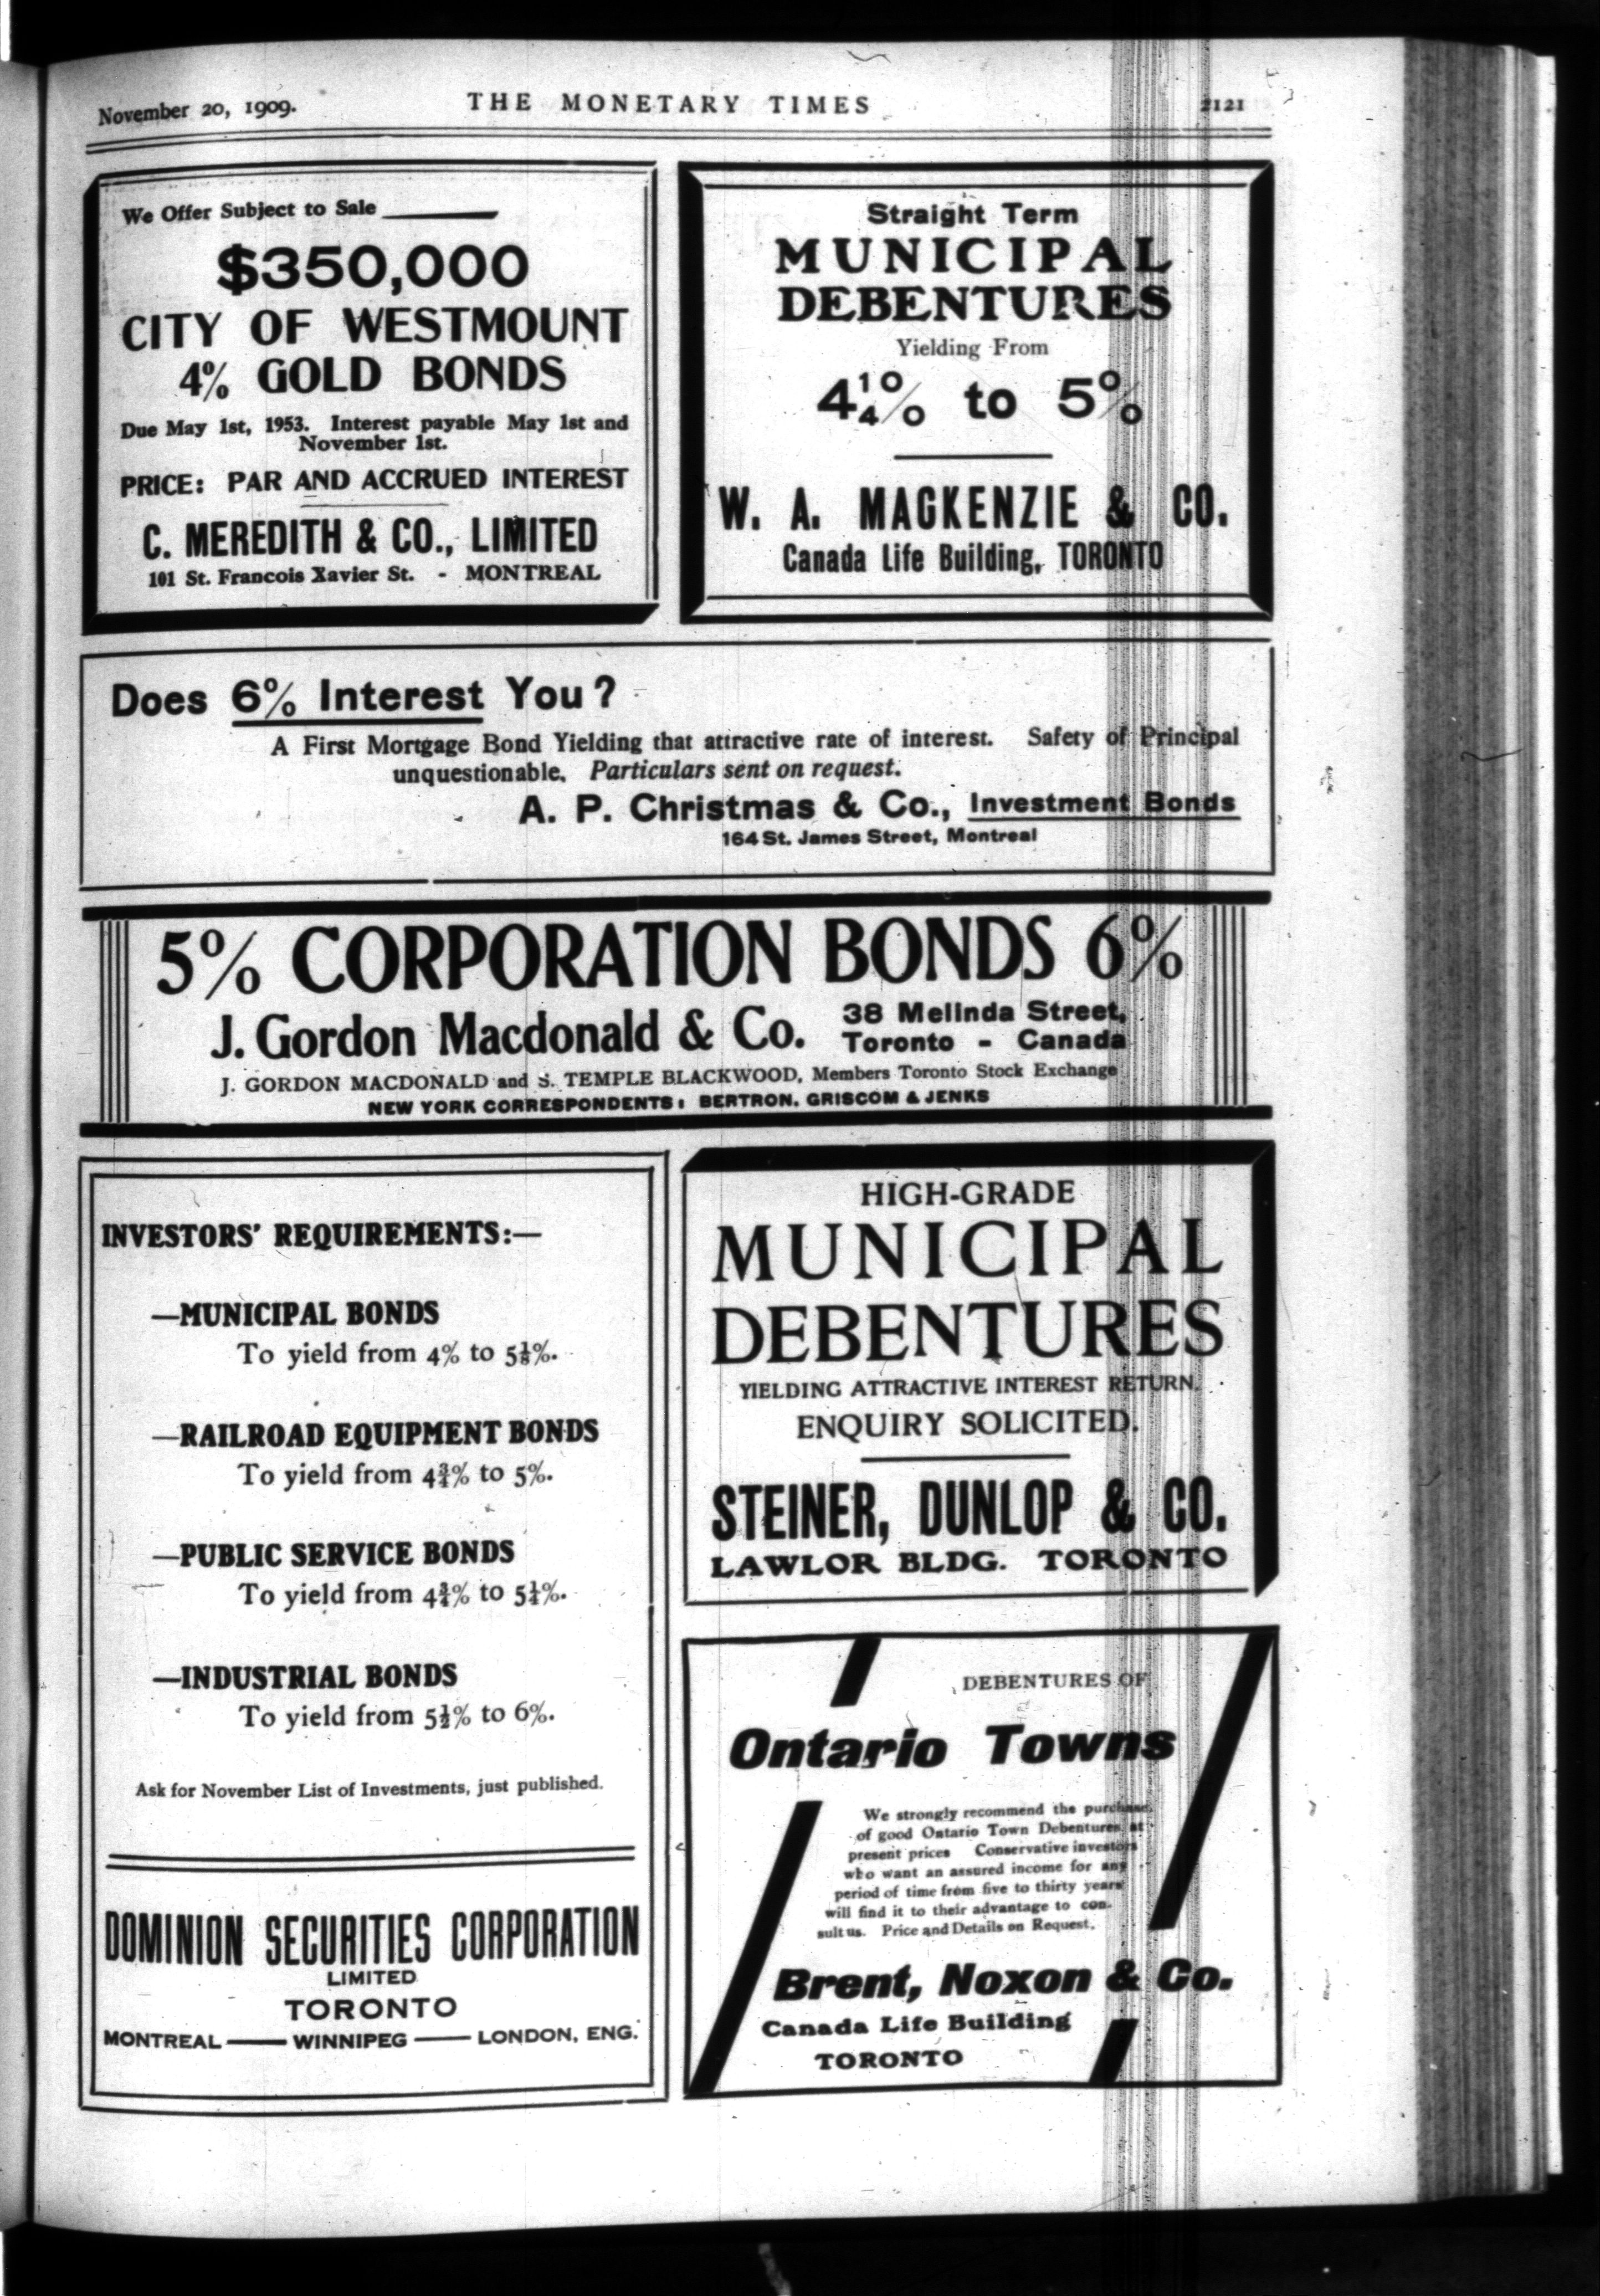 November 20, 1909.
THE MONETARY TIMES
2121
We Offer Subject to Sale
$350,000
CITY OF WESTMOUNT
4% GOLD BONDS
Due May 1st, 1953. Interest payable May 1st and
November 1st.
PRICE: PAR AND ACCRUED INTEREST
C. MEREDITH & CO., LIMITED
101 St. Francois Xavier St. - MONTREAL
Straight Term
MUNICIPAL
DEBENTURES
Yielding From
4¼% to 5%
W. A. MACKENZIE & CO.
Canada Life Building, TORONTO
Does 6% Interest You?
A First Mortgage Bond Yielding that attractive rate of interest. Safety of Principal
unquestionable. Particulars sent on request.
A. P. Christmas & Co., Investment Bonds
164 St. James Street, Montreal
5% CORPORATION BONDS 6%
J. Gordon Macdonald & Co.
38 Melinda Street,
Toronto - Canada
J. GORDON MACDONALD and S. TEMPLE BLACKWOOD, Members Toronto Stock Exchange
NEW YORK CORRESPONDENTS: BERTRON, GRISCOM & JENKS
INVESTORS' REQUIREMENTS:—
—MUNICIPAL BONDS
To yield from 4% to 5⅛%.
—RAILROAD EQUIPMENT BONDS
To yield from 4¾% to 5%.
—PUBLIC SERVICE BONDS
To yield from 4¾% to 5¼%.
—INDUSTRIAL BONDS
To yield from 5½% to 6%.
Ask for November List of Investments, just published.
DOMINION SECURITIES CORPORATION
LIMITED
TORONTO
MONTREAL — WINNIPEG — LONDON, ENG.
HIGH-GRADE
MUNICIPAL
DEBENTURES
YIELDING ATTRACTIVE INTEREST RETURN.
ENQUIRY SOLICITED.
STEINER, DUNLOP & CO.
LAWLOR BLDG. TORONTO
DEBENTURES OF
Ontario Towns
We strongly recommend the purchase
of good Ontario Town Debentures at
present prices Conservative investors
who want an assured income for any
period of time from five to thirty years
will find it to their advantage to con-
sult us. Price and Details on Request.
Brent, Noxon & Co.
Canada Life Building
TORONTO